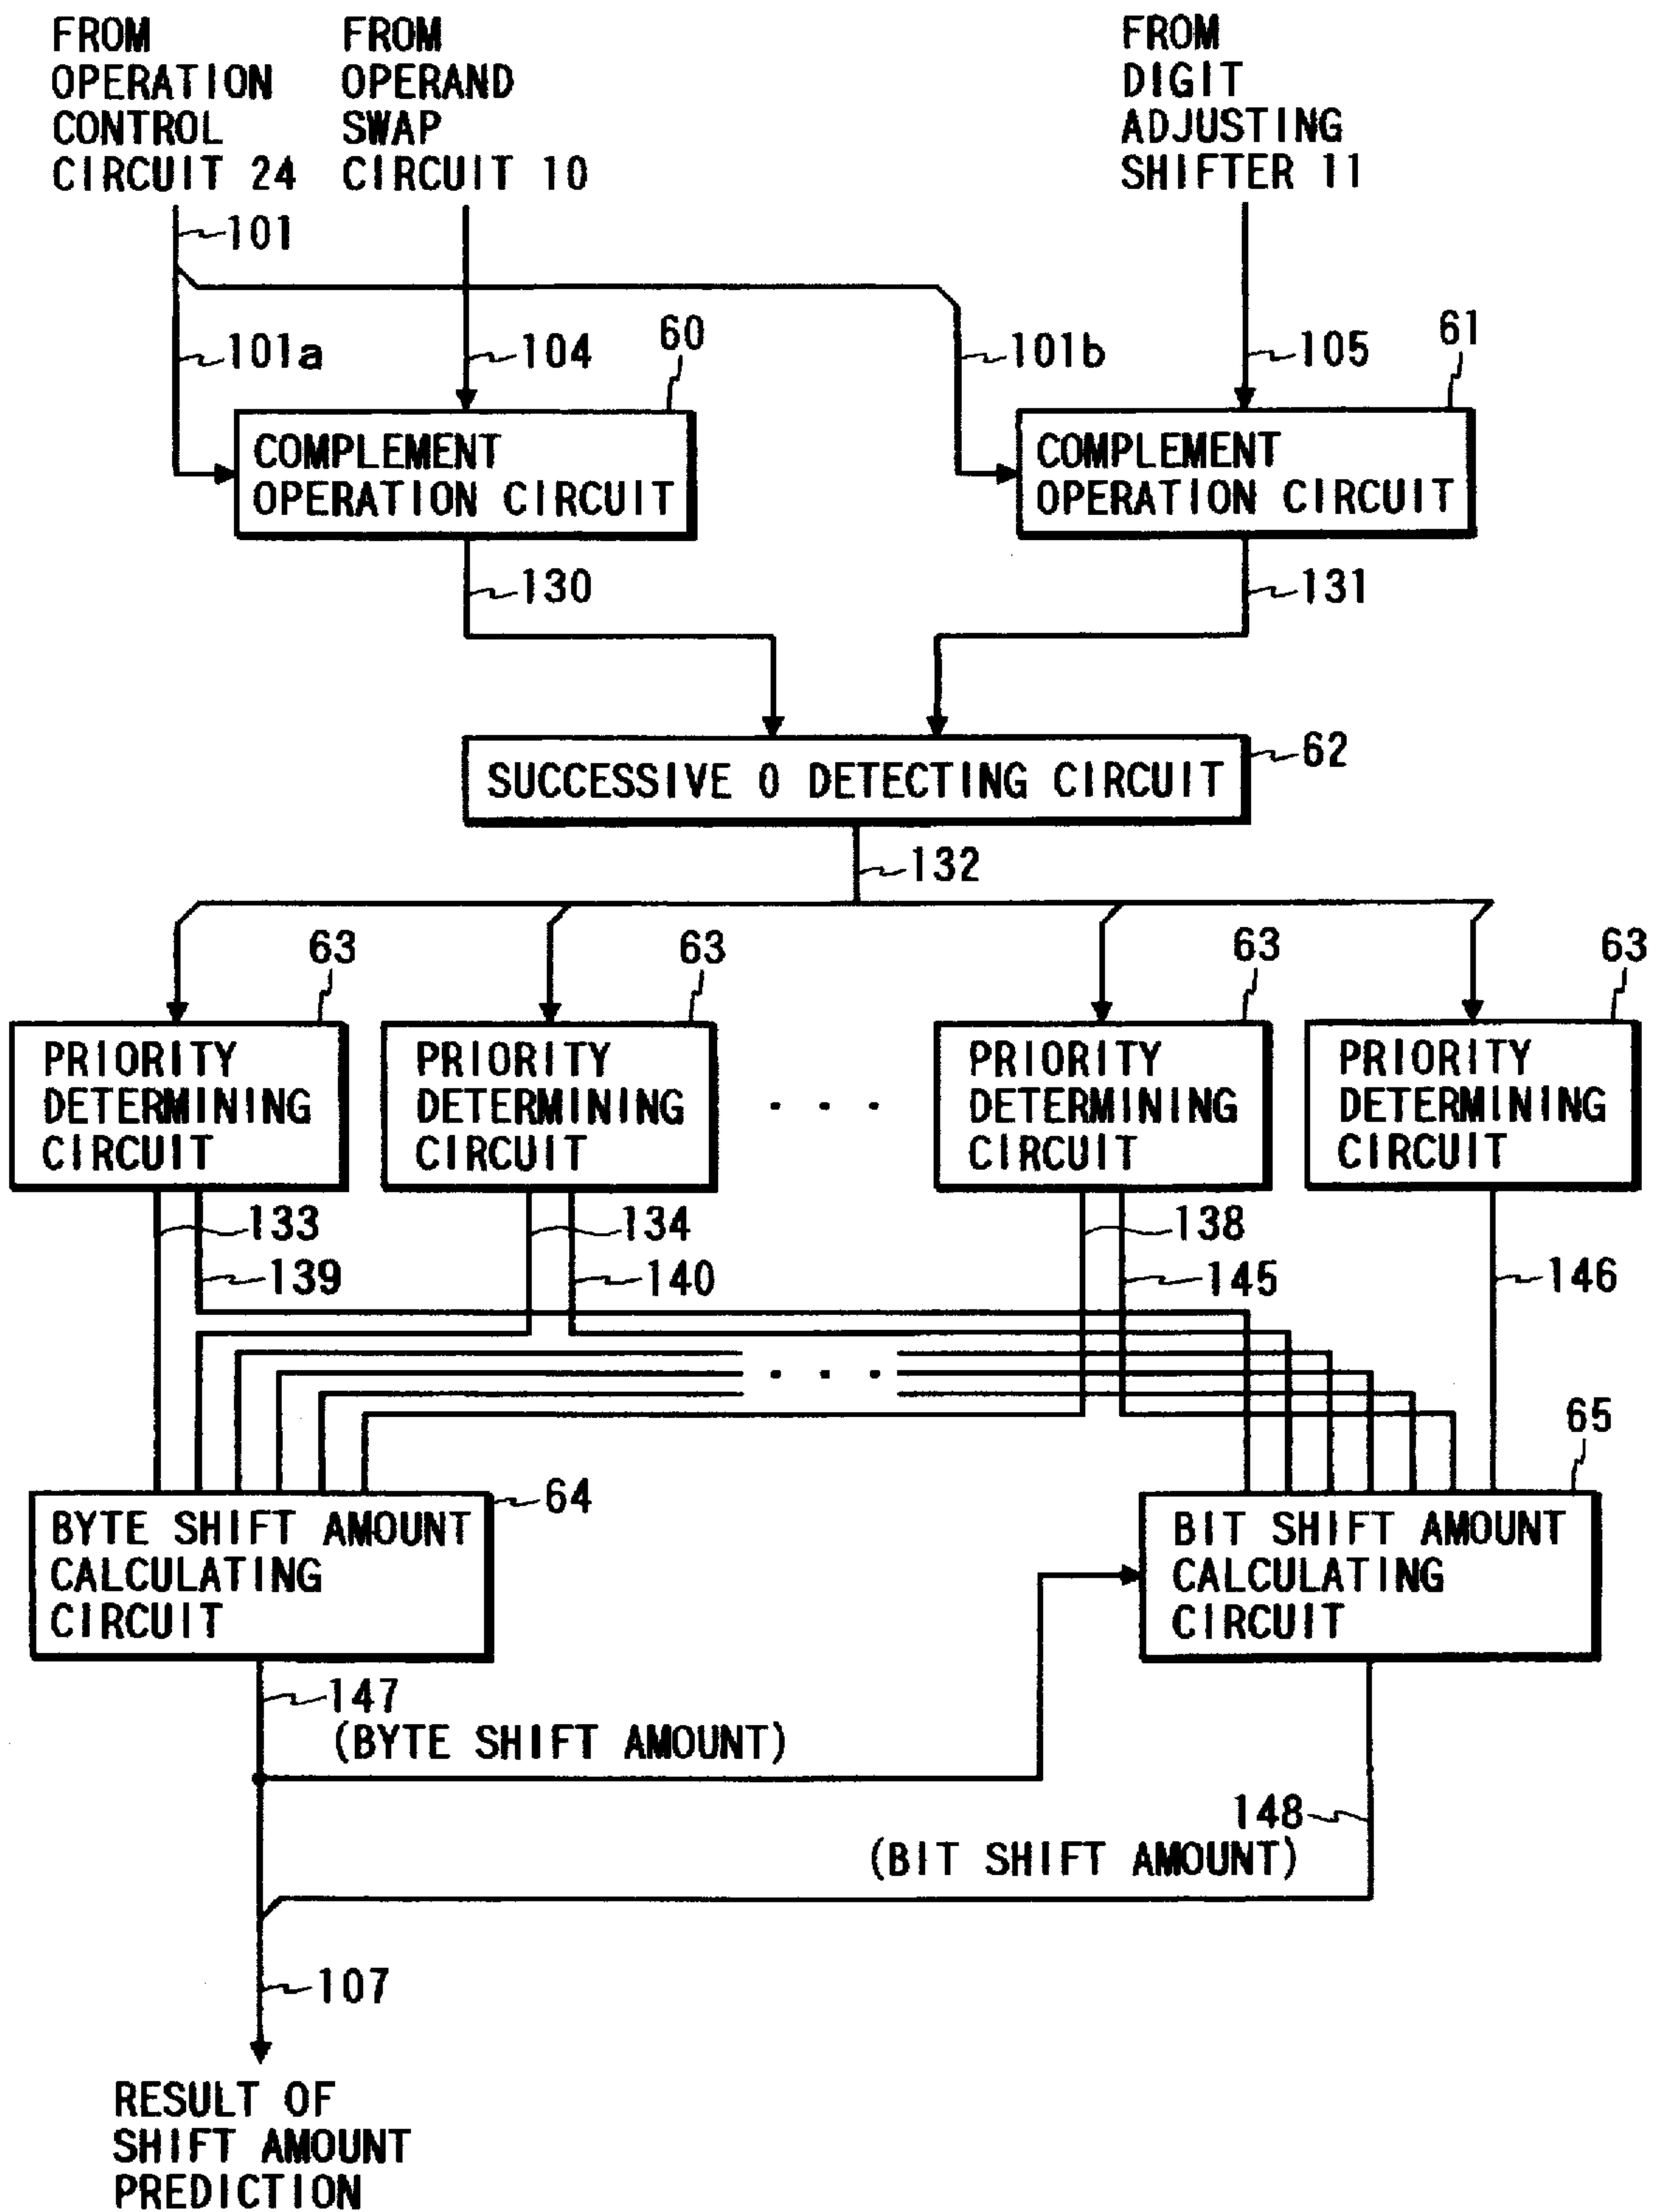 FROM
OPERATION
CONTROL
CIRCUIT 24
FROM
OPERAND
SWAP
CIRCUIT 10
FROM
DIGIT
ADJUSTING
SHIFTER 11
101
101a
104
60
101b
105
61
COMPLEMENT
OPERATION CIRCUIT
COMPLEMENT
OPERATION CIRCUIT
130
131
62
SUCCESSIVE 0 DETECTING CIRCUIT
132
63
63
63
63
PRIORITY
DETERMINING
CIRCUIT
PRIORITY
DETERMINING
CIRCUIT
. . .
PRIORITY
DETERMINING
CIRCUIT
PRIORITY
DETERMINING
CIRCUIT
133
134
138
139
140
145
146
. . .
64
65
BYTE SHIFT AMOUNT
CALCULATING
CIRCUIT
BIT SHIFT AMOUNT
CALCULATING
CIRCUIT
147
(BYTE SHIFT AMOUNT)
148
(BIT SHIFT AMOUNT)
107
RESULT OF
SHIFT AMOUNT
PREDICTION